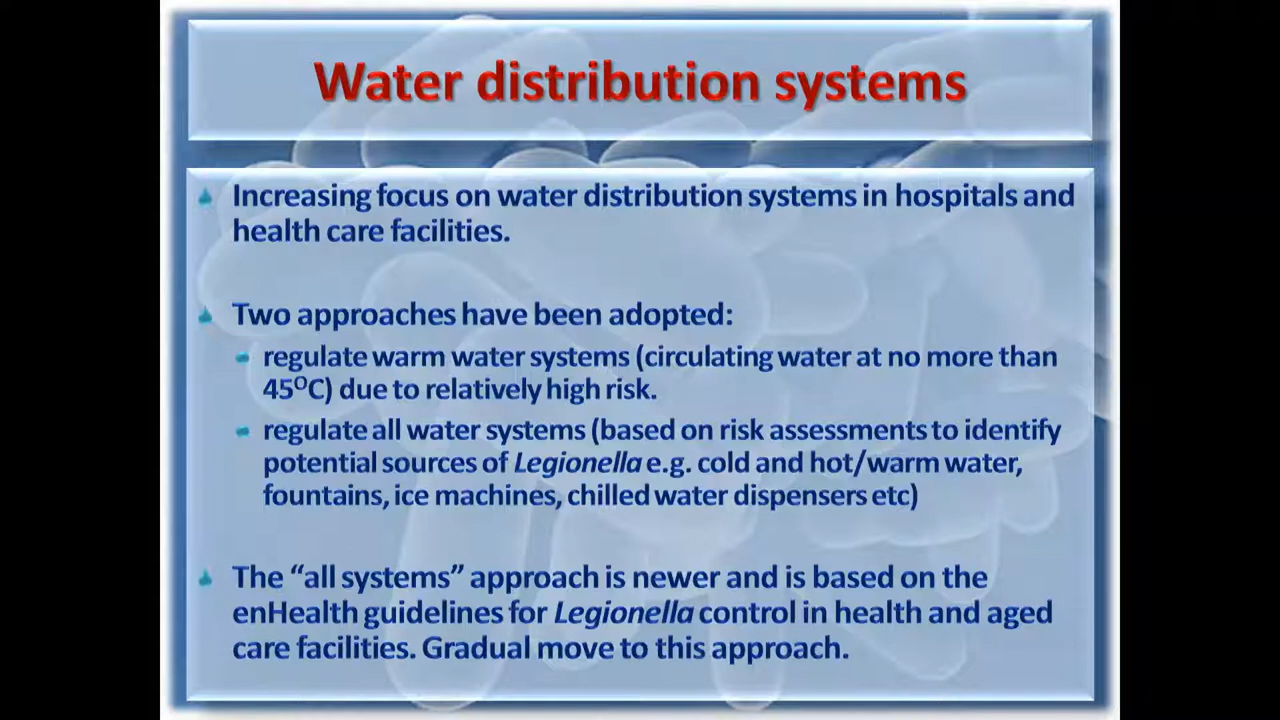 Water distribution systems
Increasing focus on water distribution systems in hospitals and
health care facilities.
Two approaches have been adopted:
regulate warm water systems (circulating water at no more than
45ᴼC) due to relatively high risk.
regulate all water systems (based on risk assessments to identify
potential sources of Legionella e.g. cold and hot/warm water,
fountains, ice machines, chilled water dispensers etc)
The “all systems” approach is newer and is based on the
enHealth guidelines for Legionella control in health and aged
care facilities. Gradual move to this approach.